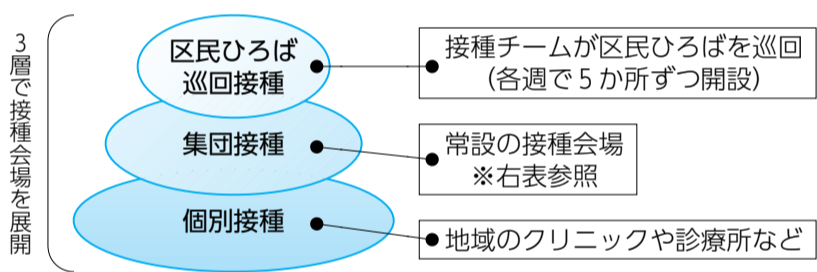 3層で接種会場を展開
区民ひろば
巡回接種
接種チームが区民ひろばを巡回
(各週で5か所ずつ開設)
集団接種
常設の接種会場
※右表参照
個別接種
地域のクリニックや診療所など